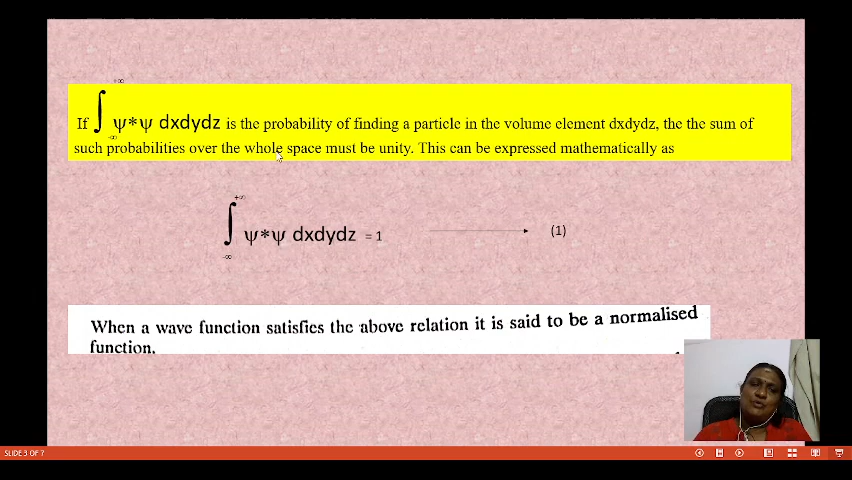 If ∫ +∞ -∞ ψ*ψ dxdydz is the probability of finding a particle in the volume element dxdydz, the the sum of
such probabilities over the whole space must be unity. This can be expressed mathematically as
∫ +∞ -∞ ψ*ψ dxdydz = 1 (1)
When a wave function satisfies the above relation it is said to be a normalised
function.
SLIDE 3 OF 7